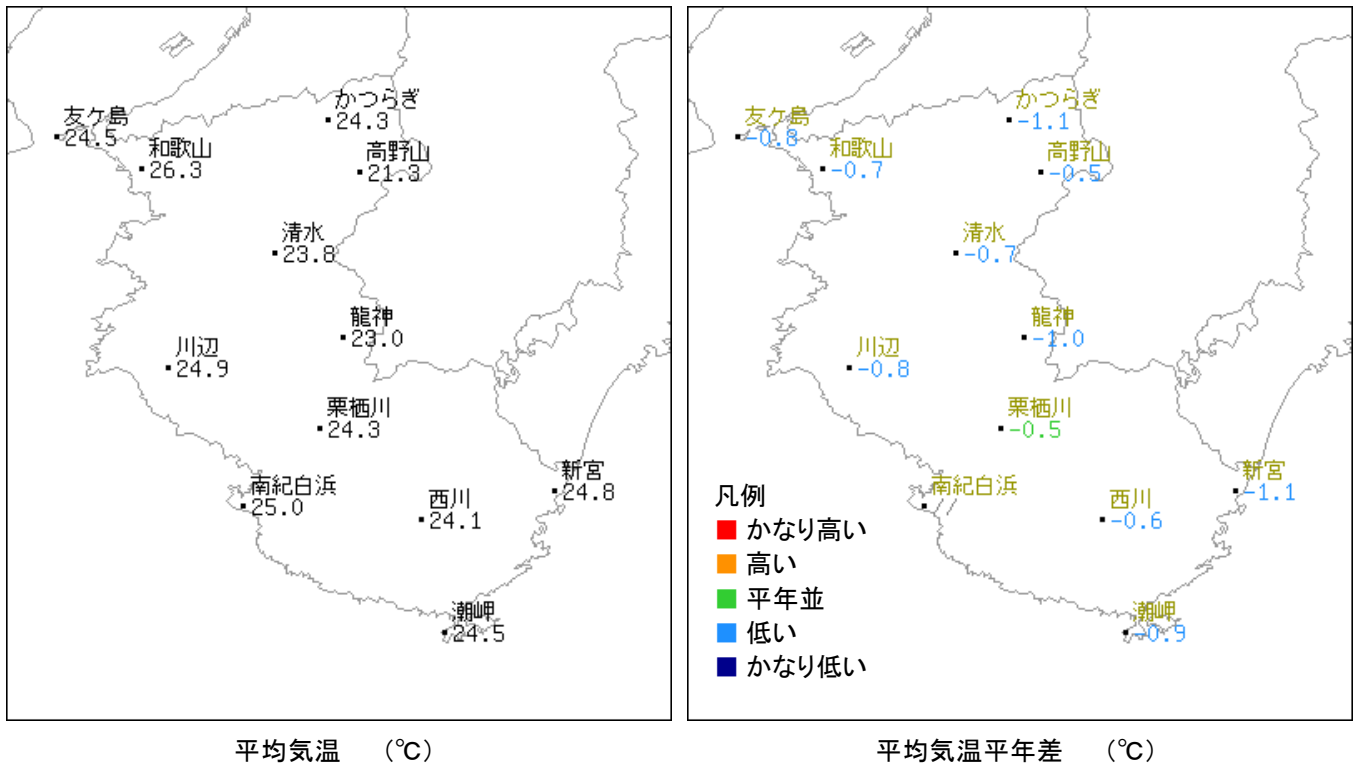 かつらぎ
24.3
友ケ島
24.5
和歌山
26.3
高野山
21.3
清水
23.8
龍神
23.0
川辺
24.9
栗栖川
24.3
新宮
24.8
南紀白浜
25.0
西川
24.1
潮岬
24.5
平均気温 (℃)
かつらぎ
-1.1
友ケ島
-0.8
和歌山
-0.7
高野山
-0.5
清水
-0.7
龍神
-1.0
川辺
-0.8
栗栖川
-0.5
新宮
-1.1
南紀白浜
//
西川
-0.6
潮岬
-0.9
凡例
かなり高い
高い
平年並
低い
かなり低い
平均気温平年差 (℃)